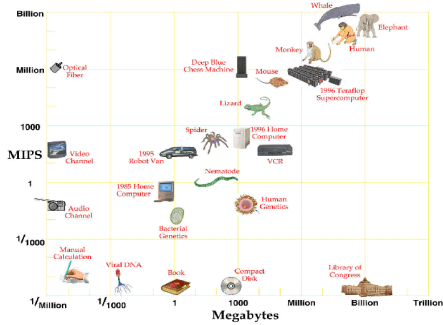 Billion
Whale
Elephant
Human
Monkey
Million
Optical
Fiber
Deep Blue
Chess Machine
Mouse
1996 Teraflop
Supercomputer
Lizard
1000
MIPS
Video
Channel
1995
Robot Van
Spider
1996 Home
Computer
VCR
1
Nematode
1985 Home
Computer
Audio
Channel
Human
Genetics
Bacterial
Genetics
1/1000
Manual
Calculation
Viral DNA
Book
Compact
Disk
Library of
Congress
1/Million
1/1000
1
1000
Million
Billion
Trillion
Megabytes